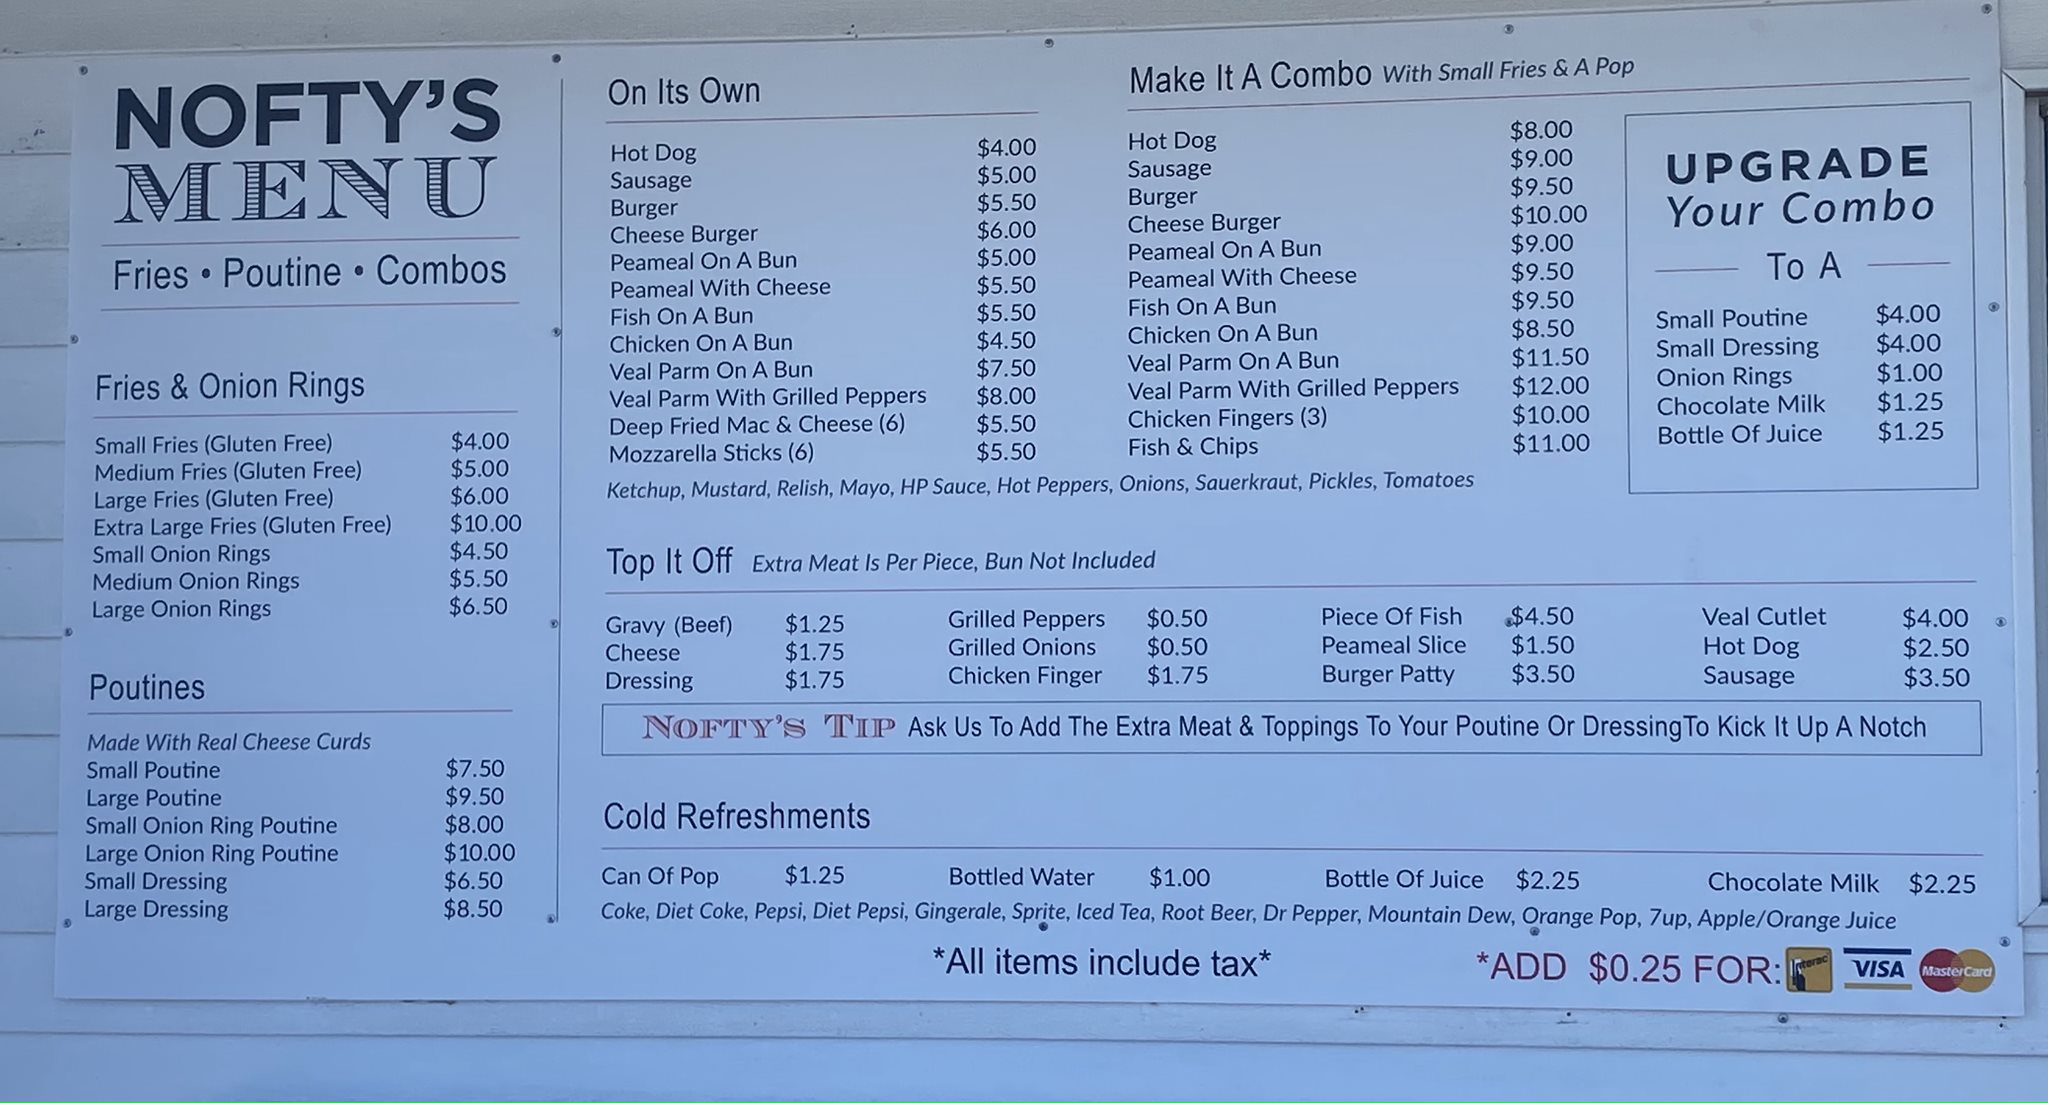 NOFTY'S
MENU
Fries • Poutine • Combos
Fries & Onion Rings
Small Fries (Gluten Free) $4.00
Medium Fries (Gluten Free) $5.00
Large Fries (Gluten Free) $6.00
Extra Large Fries (Gluten Free) $10.00
Small Onion Rings $4.50
Medium Onion Rings $5.50
Large Onion Rings $6.50
Poutines
Made With Real Cheese Curds
Small Poutine $7.50
Large Poutine $9.50
Small Onion Ring Poutine $8.00
Large Onion Ring Poutine $10.00
Small Dressing $6.50
Large Dressing $8.50
On Its Own
Hot Dog $4.00
Sausage $5.00
Burger $5.50
Cheese Burger $6.00
Peameal On A Bun $5.00
Peameal With Cheese $5.50
Fish On A Bun $5.50
Chicken On A Bun $4.50
Veal Parm On A Bun $7.50
Veal Parm With Grilled Peppers $8.00
Deep Fried Mac & Cheese (6) $5.50
Mozzarella Sticks (6) $5.50
Make It A Combo With Small Fries & A Pop
Hot Dog $8.00
Sausage $9.00
Burger $9.50
Cheese Burger $10.00
Peameal On A Bun $9.00
Peameal With Cheese $9.50
Fish On A Bun $9.50
Chicken On A Bun $8.50
Veal Parm On A Bun $11.50
Veal Parm With Grilled Peppers $12.00
Chicken Fingers (3) $10.00
Fish & Chips $11.00
Ketchup, Mustard, Relish, Mayo, HP Sauce, Hot Peppers, Onions, Sauerkraut, Pickles, Tomatoes
UPGRADE
Your Combo
To A
Small Poutine $4.00
Small Dressing $4.00
Onion Rings $1.00
Chocolate Milk $1.25
Bottle Of Juice $1.25
Top It Off Extra Meat Is Per Piece, Bun Not Included
Gravy (Beef) $1.25 Grilled Peppers $0.50 Piece Of Fish $4.50 Veal Cutlet $4.00
Cheese $1.75 Grilled Onions $0.50 Peameal Slice $1.50 Hot Dog $2.50
Dressing $1.75 Chicken Finger $1.75 Burger Patty $3.50 Sausage $3.50
NOFTY'S TIP Ask Us To Add The Extra Meat & Toppings To Your Poutine Or DressingTo Kick It Up A Notch
Cold Refreshments
Can Of Pop $1.25 Bottled Water $1.00 Bottle Of Juice $2.25 Chocolate Milk $2.25
Coke, Diet Coke, Pepsi, Diet Pepsi, Gingerale, Sprite, Iced Tea, Root Beer, Dr Pepper, Mountain Dew, Orange Pop, 7up, Apple/Orange Juice
*All items include tax*
*ADD $0.25 FOR: Interac VISA MasterCard